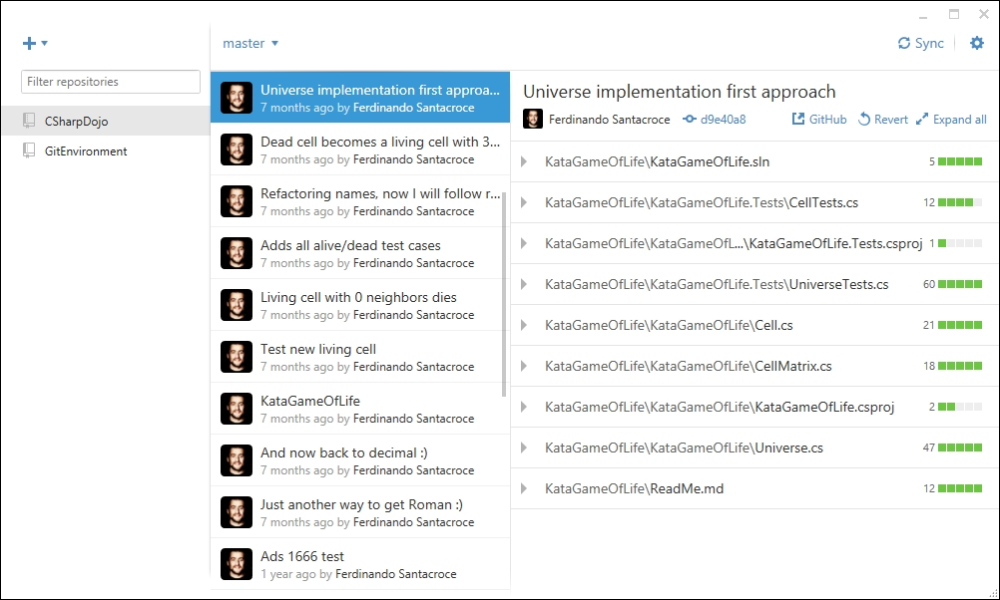 master
Sync
Filter repositories
CSharpDojo
GitEnvironment
Universe implementation first approa...
7 months ago by Ferdinando Santacroce
Dead cell becomes a living cell with 3...
7 months ago by Ferdinando Santacroce
Refactoring names, now I will follow r...
7 months ago by Ferdinando Santacroce
Adds all alive/dead test cases
7 months ago by Ferdinando Santacroce
Living cell with 0 neighbors dies
7 months ago by Ferdinando Santacroce
Test new living cell
7 months ago by Ferdinando Santacroce
KataGameOfLife
7 months ago by Ferdinando Santacroce
And now back to decimal :)
7 months ago by Ferdinando Santacroce
Just another way to get Roman :)
7 months ago by Ferdinando Santacroce
Ads 1666 test
1 year ago by Ferdinando Santacroce
Universe implementation first approach
Ferdinando Santacroce d9e40a8 GitHub Revert Expand all
KataGameOfLife\KataGameOfLife.sln 5
KataGameOfLife\KataGameOfLife.Tests\CellTests.cs 12
KataGameOfLife\KataGameOfL...\KataGameOfLife.Tests.csproj 1
KataGameOfLife\KataGameOfLife.Tests\UniverseTests.cs 60
KataGameOfLife\KataGameOfLife\Cell.cs 21
KataGameOfLife\KataGameOfLife\CellMatrix.cs 18
KataGameOfLife\KataGameOfLife\KataGameOfLife.csproj 2
KataGameOfLife\KataGameOfLife\Universe.cs 47
KataGameOfLife\ReadMe.md 12